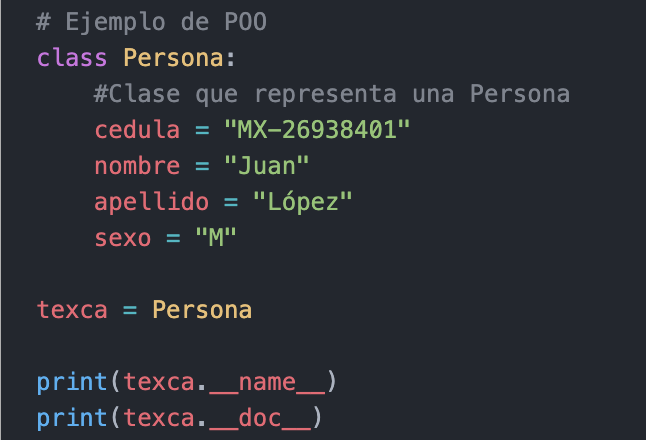 # Ejemplo de POO
class Persona:
    #Clase que representa una Persona
    cedula = "MX-26938401"
    nombre = "Juan"
    apellido = "López"
    sexo = "M"

texca = Persona

print(texca.__name__)
print(texca.__doc__)